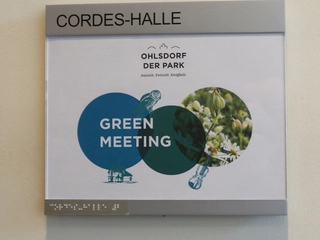 CORDES-HALLE
OHLSDORF
DER PARK
GREEN
MEETING